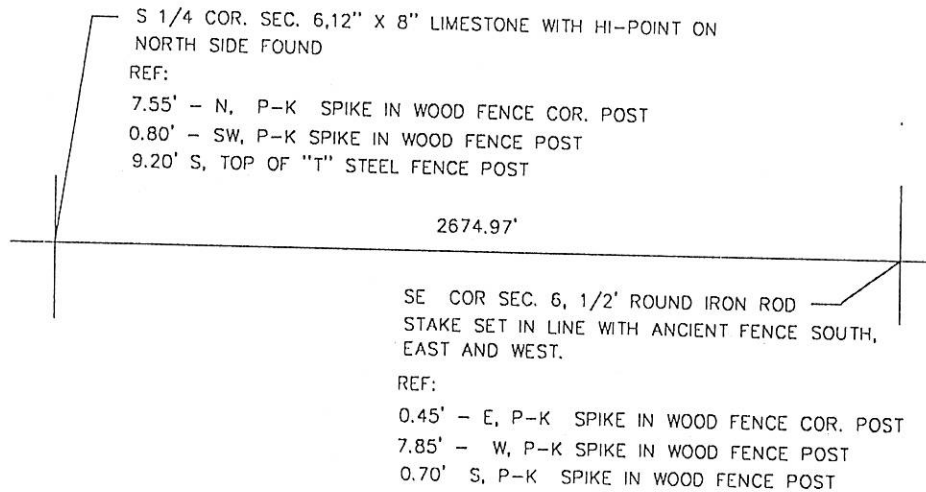 S 1/4 COR. SEC. 6,12" X 8" LIMESTONE WITH HI-POINT ON
NORTH SIDE FOUND
REF:
7.55' - N, P-K SPIKE IN WOOD FENCE COR. POST
0.80' - SW, P-K SPIKE IN WOOD FENCE POST
9.20' S, TOP OF "T" STEEL FENCE POST
2674.97'
SE COR SEC. 6, 1/2' ROUND IRON ROD
STAKE SET IN LINE WITH ANCIENT FENCE SOUTH,
EAST AND WEST.
REF:
0.45' - E, P-K SPIKE IN WOOD FENCE COR. POST
7.85' - W, P-K SPIKE IN WOOD FENCE POST
0.70' S, P-K SPIKE IN WOOD FENCE POST